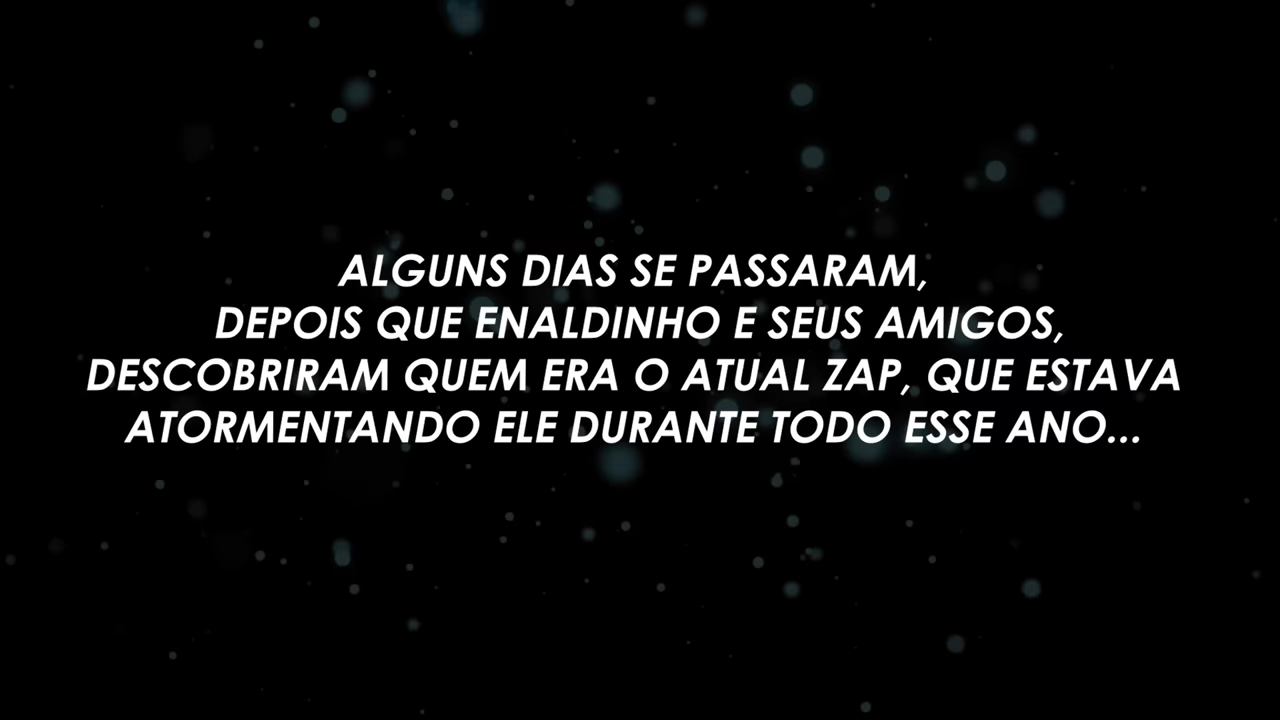 ALGUNS DIAS SE PASSARAM,
DEPOIS QUE ENALDINHO E SEUS AMIGOS,
DESCOBRIRAM QUEM ERA O ATUAL ZAP, QUE ESTAVA
ATORMENTANDO ELE DURANTE TODO ESSE ANO...